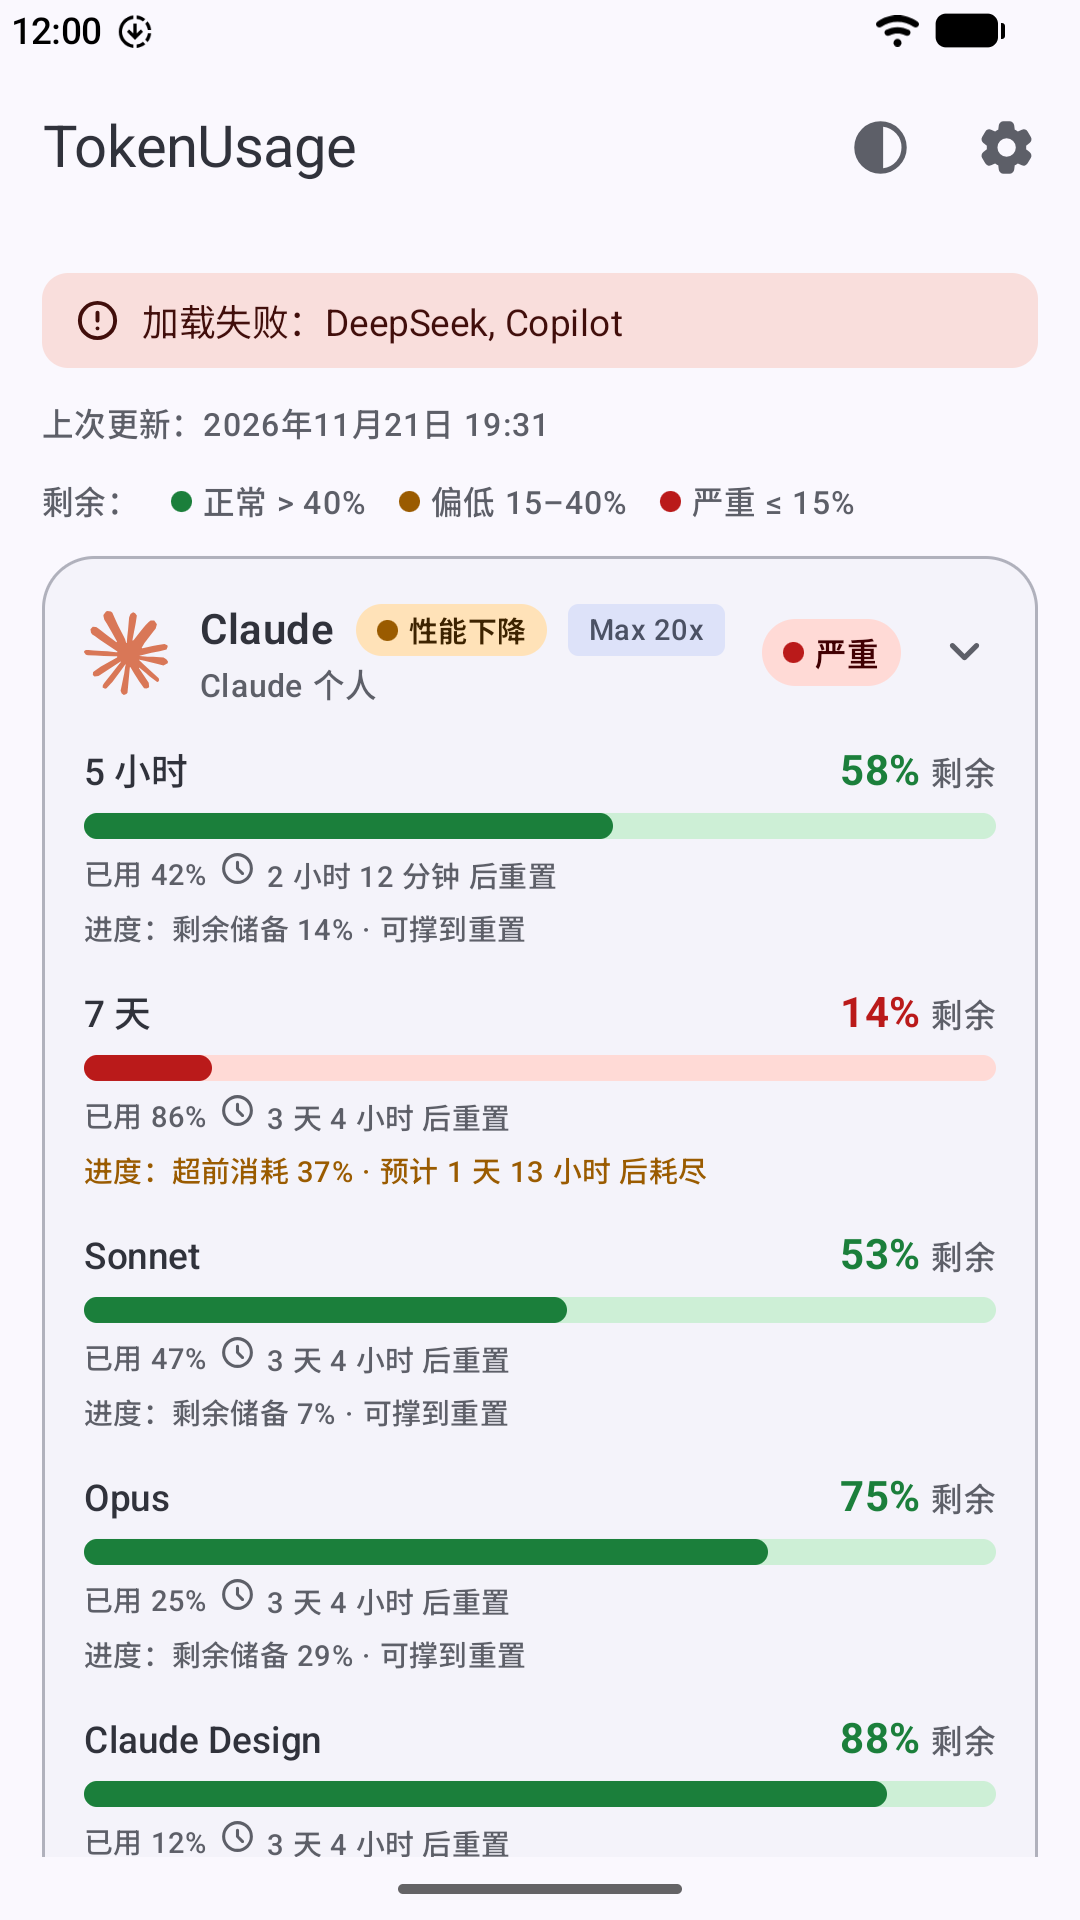 12:00
TokenUsage
加载失败：DeepSeek, Copilot
上次更新：2026年11月21日 19:31
剩余： 正常 > 40% 偏低 15–40% 严重 ≤ 15%
Claude 性能下降 Max 20x 严重
Claude 个人
5 小时 58% 剩余
已用 42% 2 小时 12 分钟 后重置
进度：剩余储备 14% · 可撑到重置
7 天 14% 剩余
已用 86% 3 天 4 小时 后重置
进度：超前消耗 37% · 预计 1 天 13 小时 后耗尽
Sonnet 53% 剩余
已用 47% 3 天 4 小时 后重置
进度：剩余储备 7% · 可撑到重置
Opus 75% 剩余
已用 25% 3 天 4 小时 后重置
进度：剩余储备 29% · 可撑到重置
Claude Design 88% 剩余
已用 12% 3 天 4 小时 后重置